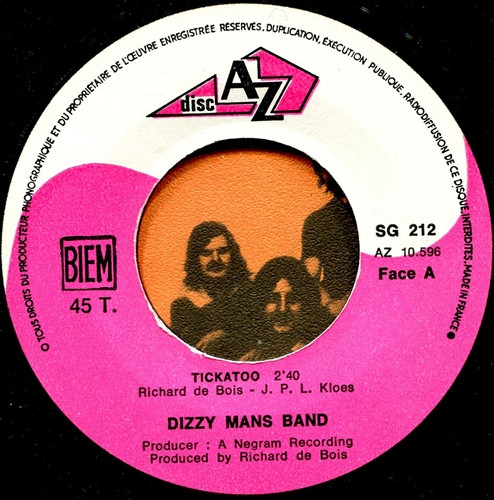 O TOUS DROITS DU PRODUCTEUR PHONOGRAPHIQUE ET DU PROPRIÉTAIRE DE L'ŒUVRE ENREGISTRÉE RÉSERVÉS, DUPLICATION, EXÉCUTION PUBLIQUE, RADIODIFFUSION DE CE DISQUE, INTERDITES. MADE IN FRANCE
disc AZ
SG 212
AZ 10.596
Face A
BIEM
45 T.
TICKATOO 2'40
Richard de Bois - J. P. L. Kloes
DIZZY MANS BAND
Producer : A Negram Recording
Produced by Richard de Bois